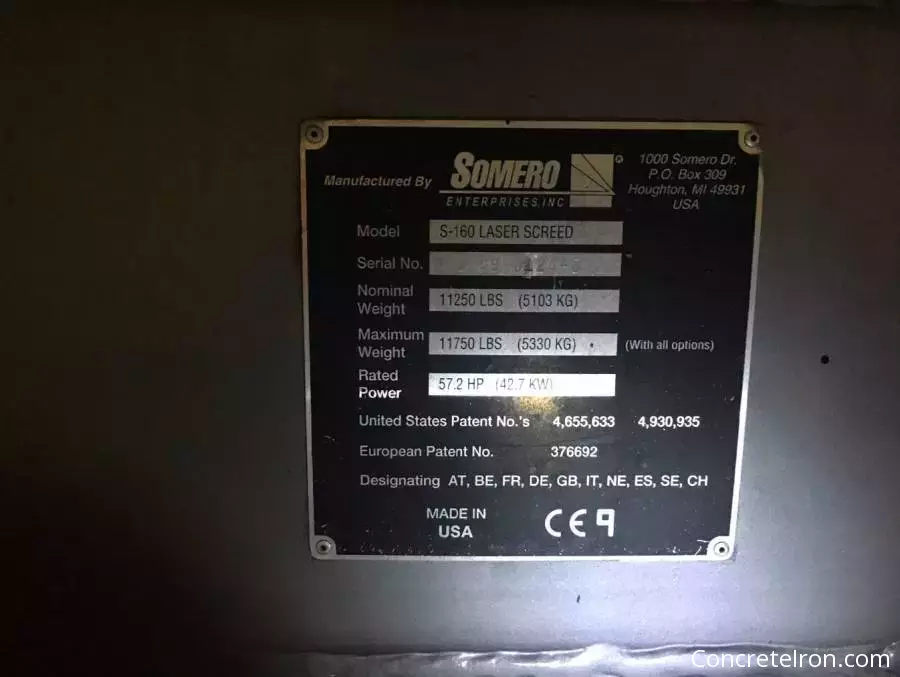 Manufactured By SOMERO ®
ENTERPRISES, INC
1000 Somero Dr.
P.O. Box 309
Houghton, MI 49931
USA
Model S-160 LASER SCREED
Serial No.
Nominal Weight 11250 LBS (5103 KG)
Maximum Weight 11750 LBS (5330 KG) (With all options)
Rated Power 57.2 HP (42.7 KW)
United States Patent No.'s 4,655,633 4,930,935
European Patent No. 376692
Designating AT, BE, FR, DE, GB, IT, NE, ES, SE, CH
MADE IN
USA
CE 9
ConcreteIron.com